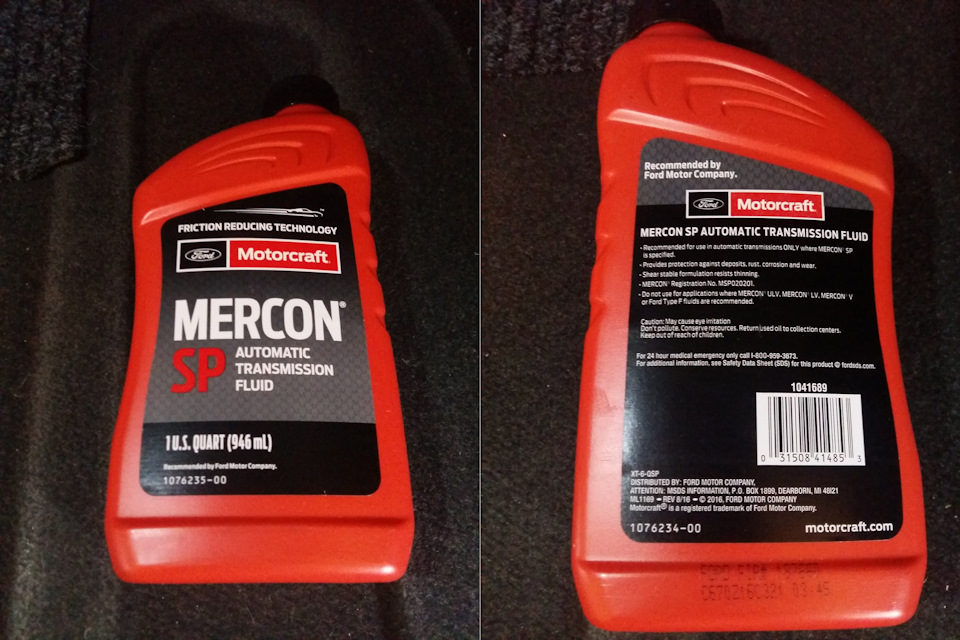 FRICTION REDUCING TECHNOLOGY
Ford Motorcraft
MERCON®
SP AUTOMATIC
TRANSMISSION
FLUID
1 U.S. QUART (946 mL)
Recommended by Ford Motor Company.
1076235-00
Recommended by
Ford Motor Company.
Ford Motorcraft
MERCON SP AUTOMATIC TRANSMISSION FLUID
- Recommended for use in automatic transmissions ONLY where MERCON® SP
is specified.
- Provides protection against deposits, rust, corrosion and wear.
- Shear stable formulation resists thinning.
- MERCON® Registration No. MSP020201.
- Do not use for applications where MERCON® ULV, MERCON® LV, MERCON® V
or Ford Type F fluids are recommended.
Caution: May cause eye irritation
Don't pollute. Conserve resources. Return used oil to collection centers.
Keep out of reach of children.
For 24 hour medical emergency only call 1-800-959-3673.
For additional information, see Safety Data Sheet (SDS) for this product @ fordsds.com.
1041689
0 31508 41485 3
XT-6-QSP
DISTRIBUTED BY: FORD MOTOR COMPANY,
ATTENTION: MSDS INFORMATION, P.O. BOX 1899, DEARBORN, MI 48121
ML1169 – REV 8/16 – © 2016, FORD MOTOR COMPANY
Motorcraft® is a registered trademark of Ford Motor Company.
1076234-00
motorcraft.com
03:45